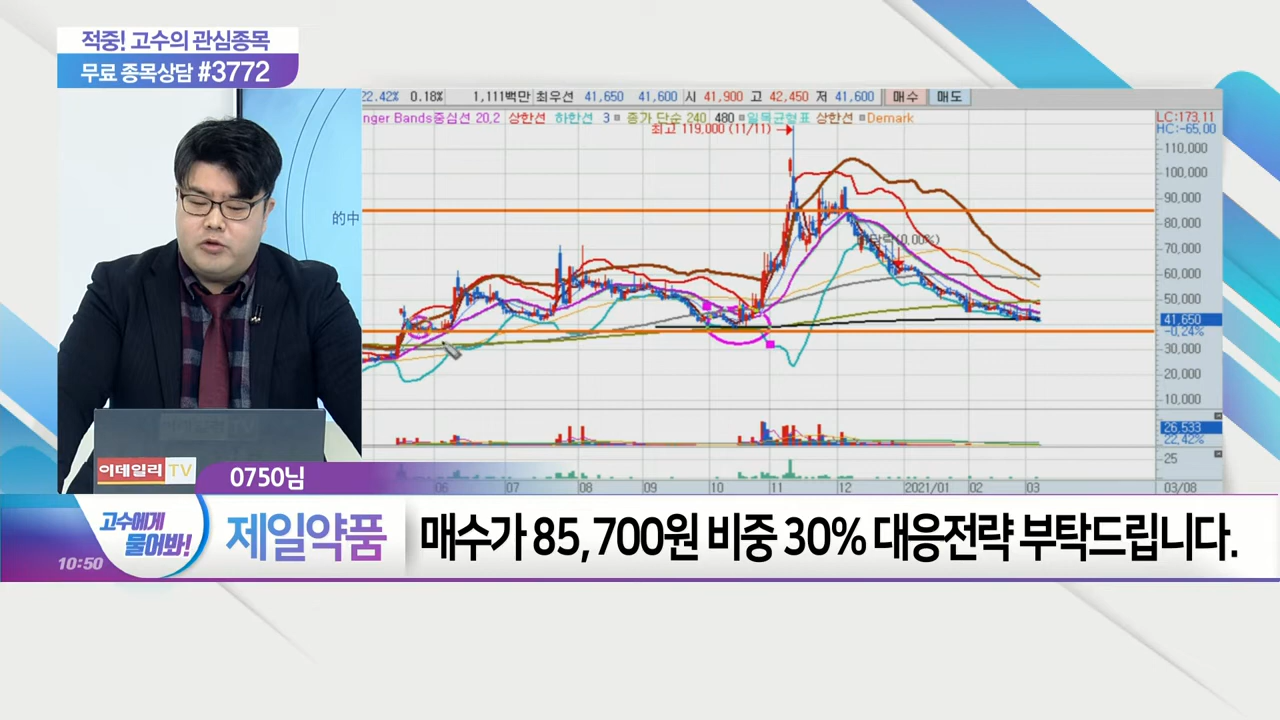 적중! 고수의 관심종목
무료 종목상담 #3772
的中
22.42% 0.18% 1,111백만 최우선 41,650 41,600 시 41,900 고 42,450 저 41,600 매수 매도
nger Bands중심선 20,2 상한선 하한선 3 종가 단순 240 480 일목균형표 상한선 Demark
최고 119,000 (11/11)
LC:173.11
HC:-65.00
110,000
100,000
90,000
80,000
70,000
60,000
50,000
41,650
-0.24%
30,000
20,000
10,000
(0.00%)
26,533
22.42%
25
06 07 08 09 10 11 12 2021/01 02 03 03/08
이데일리 TV
0750님
고수에게
물어봐!
10:50
제일약품
매수가 85,700원 비중 30% 대응전략 부탁드립니다.